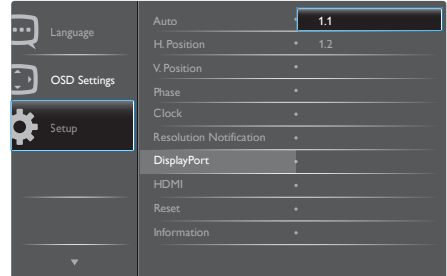 Language
OSD Settings
Setup
Auto
H. Position
V. Position
Phase
Clock
Resolution Notification
DisplayPort
HDMI
Reset
Information
1.1
1.2